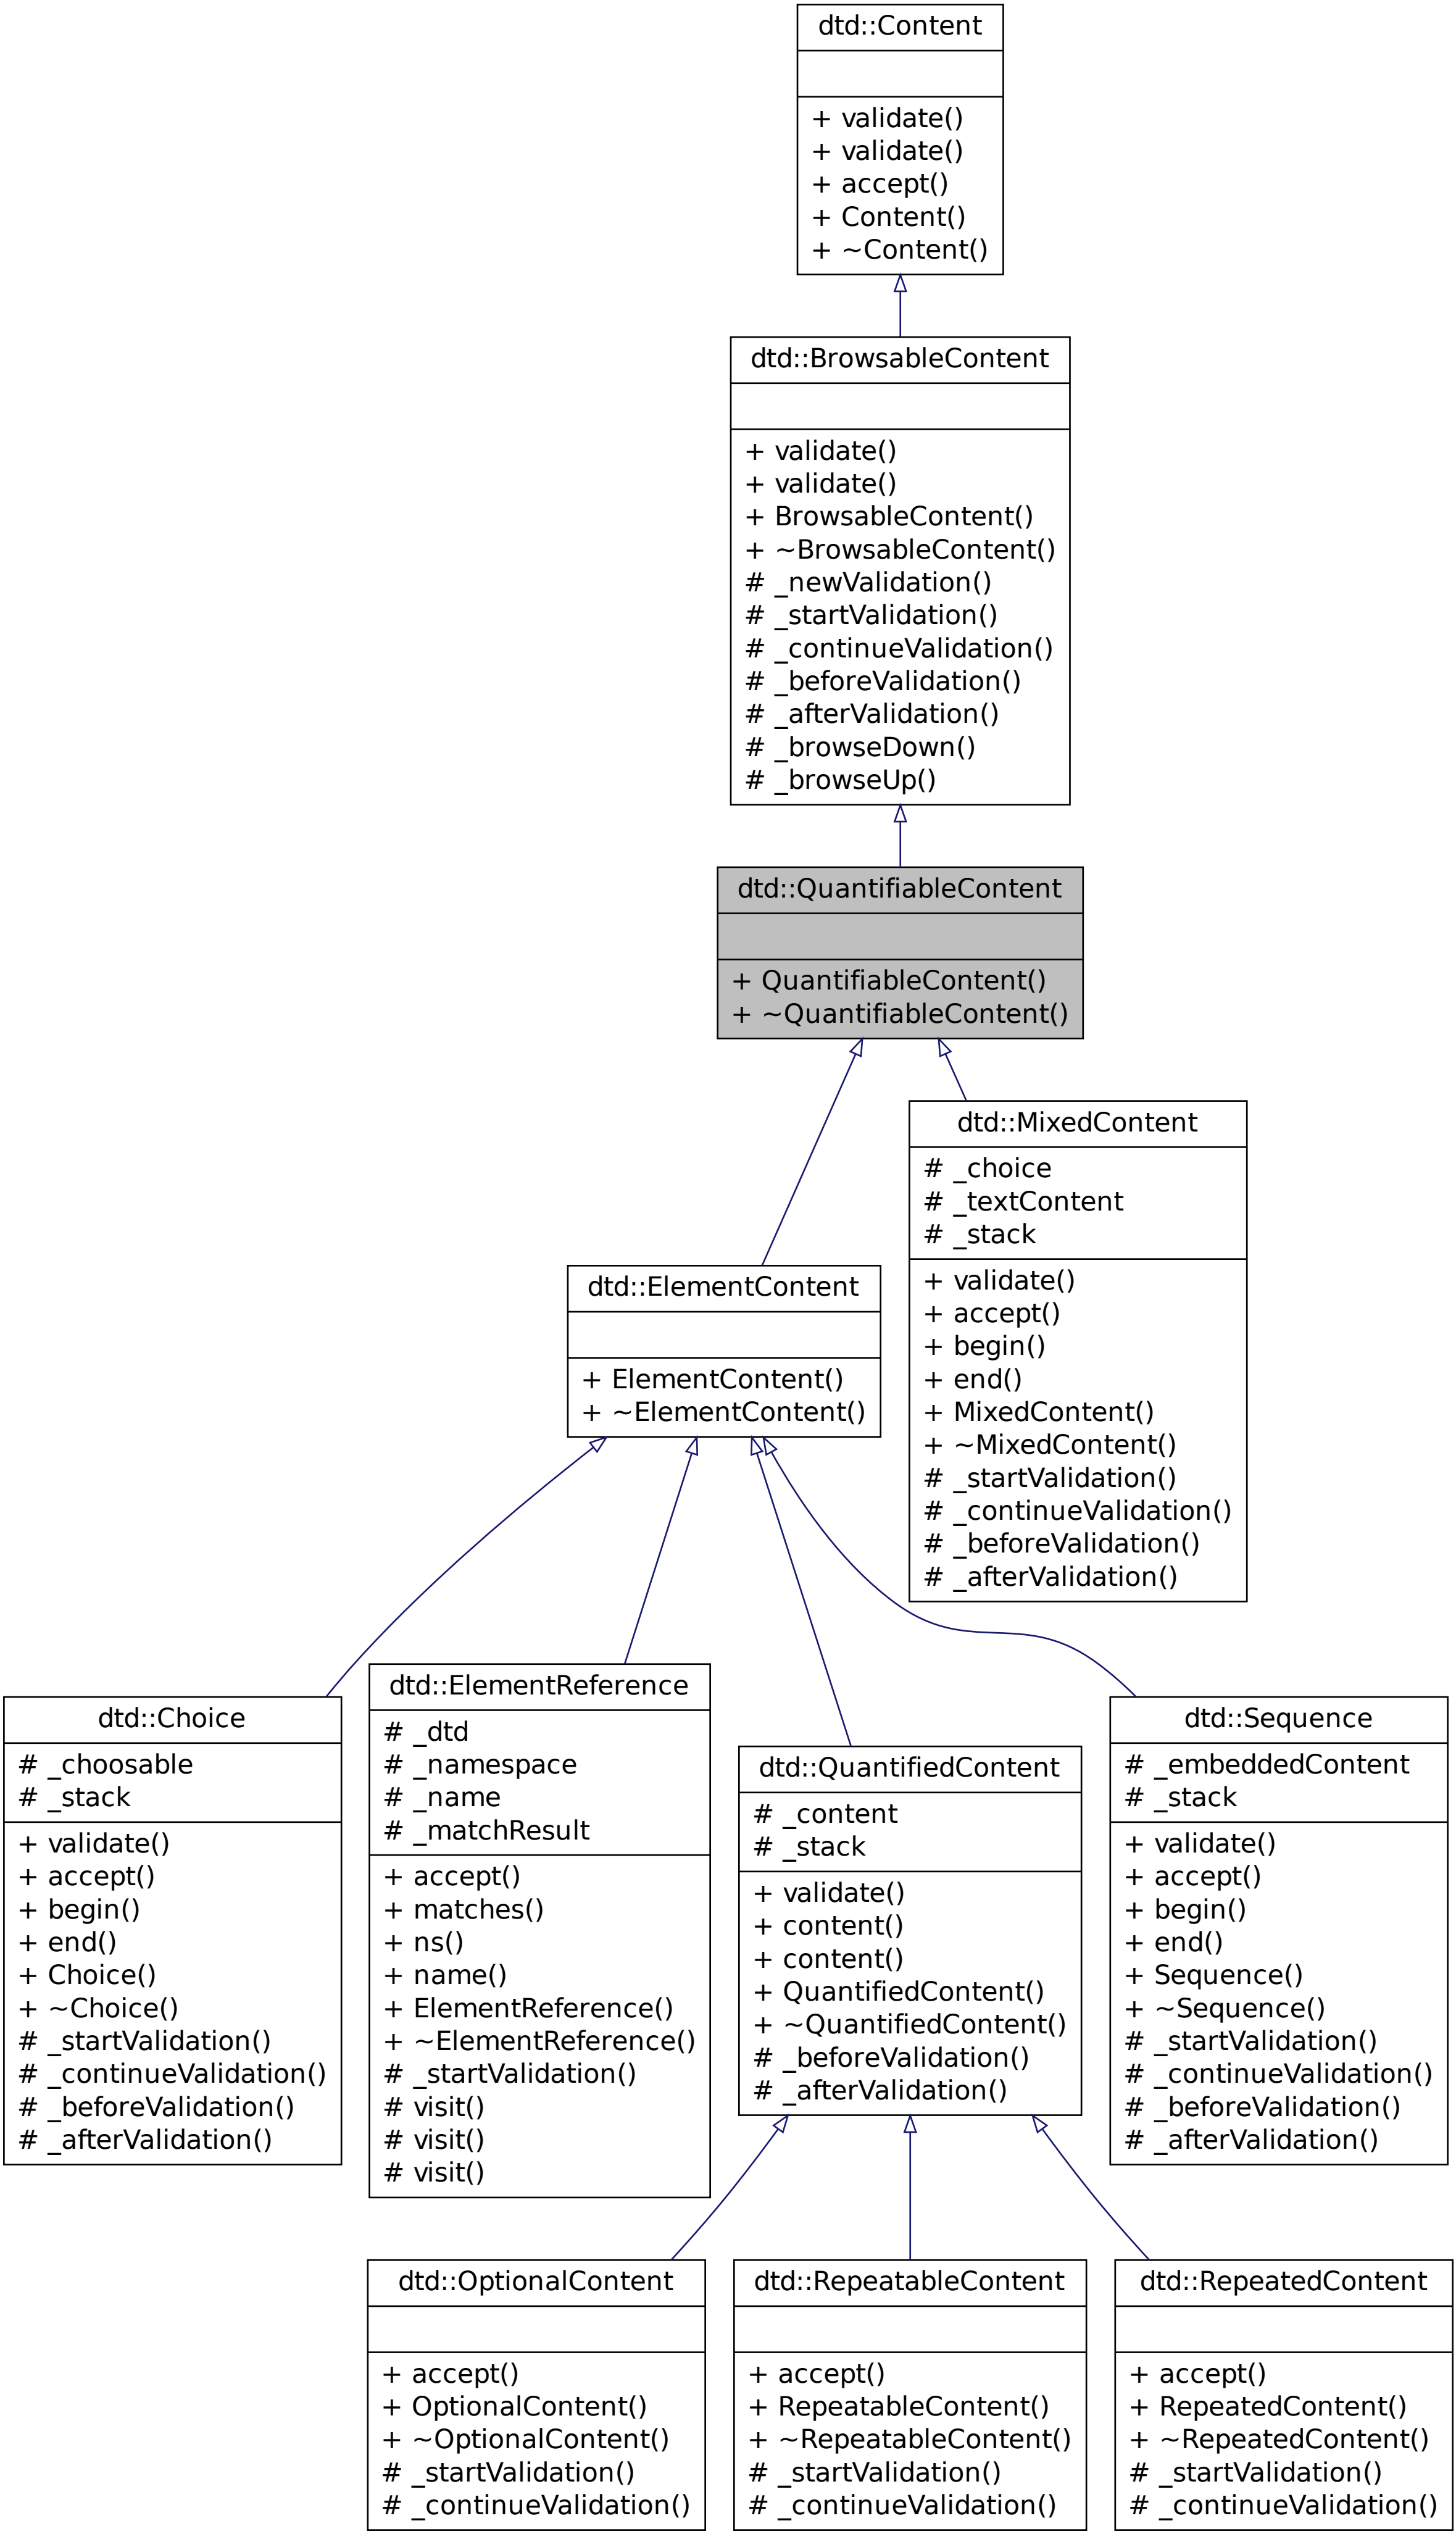 dtd::Content
+ validate()
+ validate()
+ accept()
+ Content()
+ ~Content()
dtd::BrowsableContent
+ validate()
+ validate()
+ BrowsableContent()
+ ~BrowsableContent()
# _newValidation()
# _startValidation()
# _continueValidation()
# _beforeValidation()
# _afterValidation()
# _browseDown()
# _browseUp()
dtd::QuantifiableContent
+ QuantifiableContent()
+ ~QuantifiableContent()
dtd::MixedContent
# _choice
# _textContent
# _stack
+ validate()
+ accept()
+ begin()
+ end()
+ MixedContent()
+ ~MixedContent()
# _startValidation()
# _continueValidation()
# _beforeValidation()
# _afterValidation()
dtd::ElementContent
+ ElementContent()
+ ~ElementContent()
dtd::Choice
# _choosable
# _stack
+ validate()
+ accept()
+ begin()
+ end()
+ Choice()
+ ~Choice()
# _startValidation()
# _continueValidation()
# _beforeValidation()
# _afterValidation()
dtd::ElementReference
# _dtd
# _namespace
# _name
# _matchResult
+ accept()
+ matches()
+ ns()
+ name()
+ ElementReference()
+ ~ElementReference()
# _startValidation()
# visit()
# visit()
# visit()
dtd::QuantifiedContent
# _content
# _stack
+ validate()
+ content()
+ content()
+ QuantifiedContent()
+ ~QuantifiedContent()
# _beforeValidation()
# _afterValidation()
dtd::Sequence
# _embeddedContent
# _stack
+ validate()
+ accept()
+ begin()
+ end()
+ Sequence()
+ ~Sequence()
# _startValidation()
# _continueValidation()
# _beforeValidation()
# _afterValidation()
dtd::OptionalContent
+ accept()
+ OptionalContent()
+ ~OptionalContent()
# _startValidation()
# _continueValidation()
dtd::RepeatableContent
+ accept()
+ RepeatableContent()
+ ~RepeatableContent()
# _startValidation()
# _continueValidation()
dtd::RepeatedContent
+ accept()
+ RepeatedContent()
+ ~RepeatedContent()
# _startValidation()
# _continueValidation()